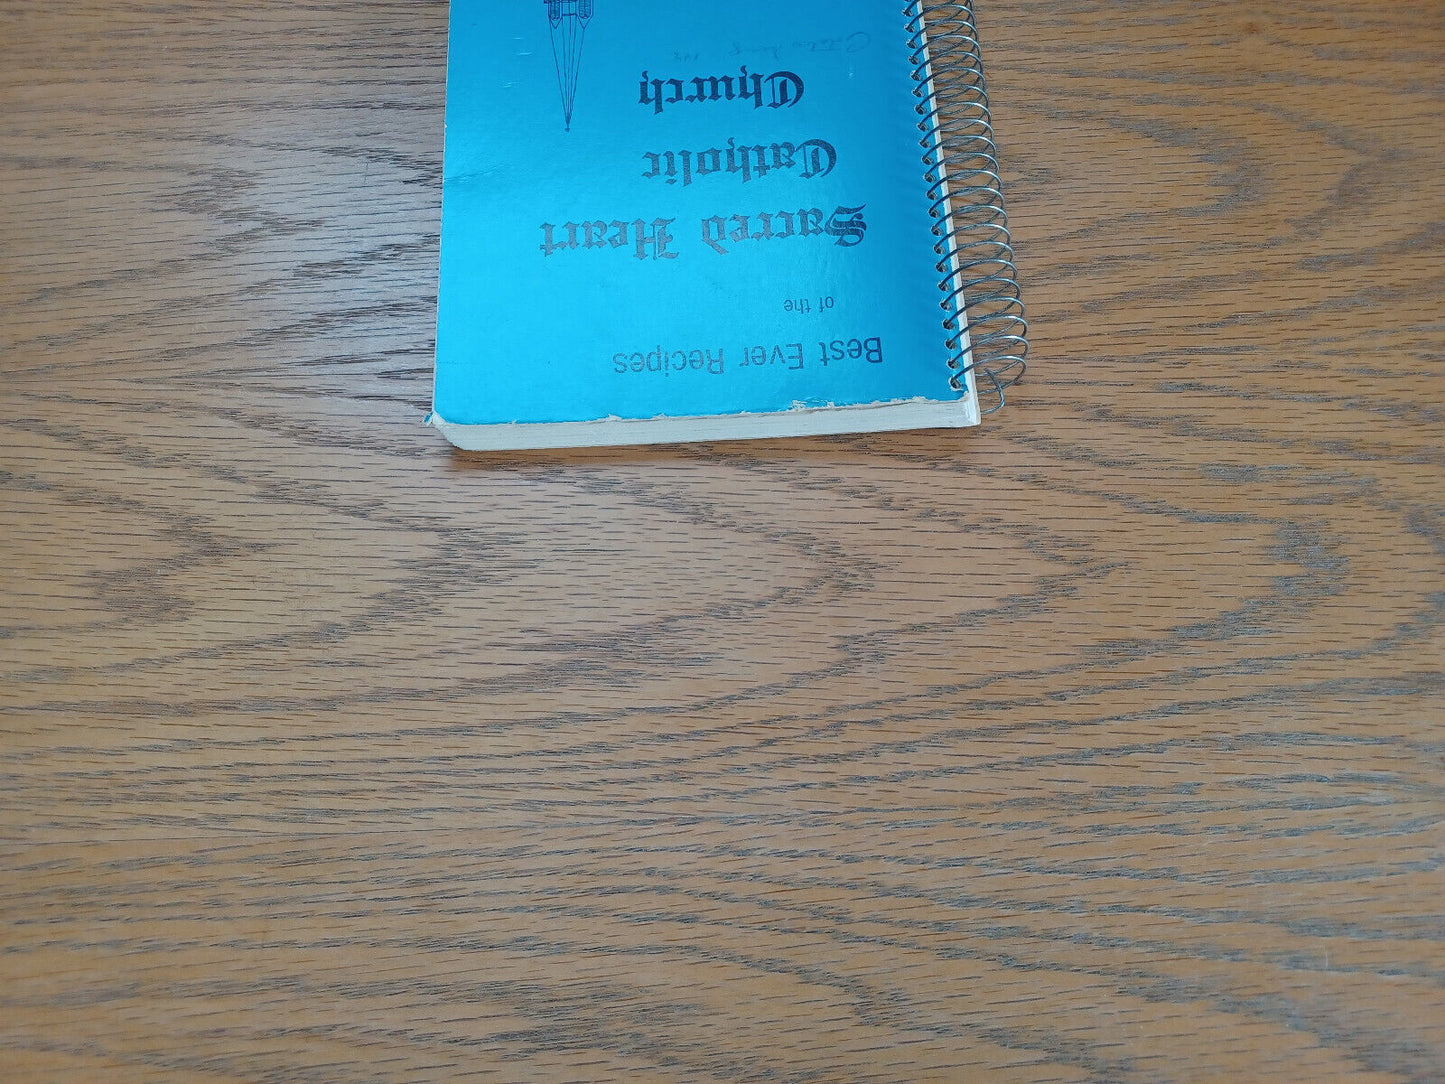 Best Ever Recipes
of the
Sacred Heart
Catholic
Church